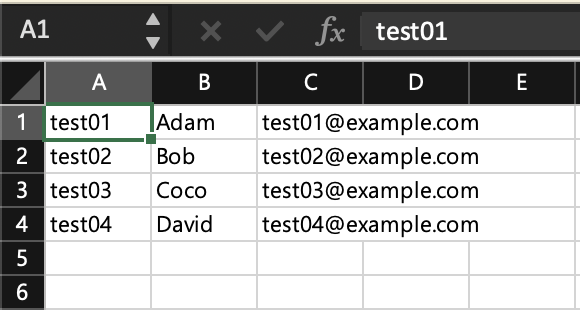 A1 fx test01
A B C D E
1 test01 Adam test01@example.com
2 test02 Bob test02@example.com
3 test03 Coco test03@example.com
4 test04 David test04@example.com
5
6